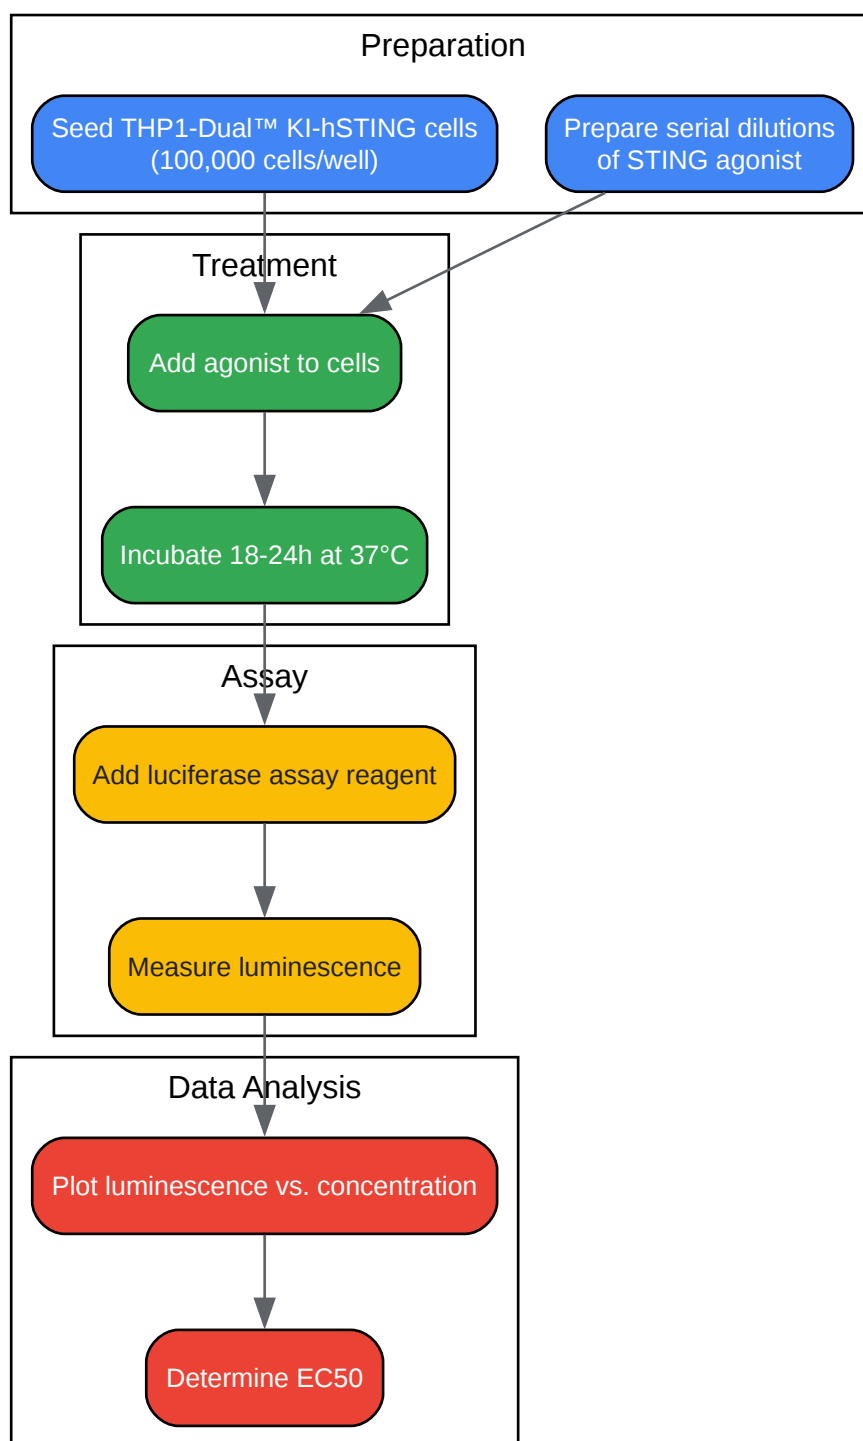 Preparation
Seed THP1-Dual™ KI-hSTING cells
(100,000 cells/well)
Prepare serial dilutions
of STING agonist
Treatment
Add agonist to cells
Incubate 18-24h at 37°C
Assay
Add luciferase assay reagent
Measure luminescence
Data Analysis
Plot luminescence vs. concentration
Determine EC50